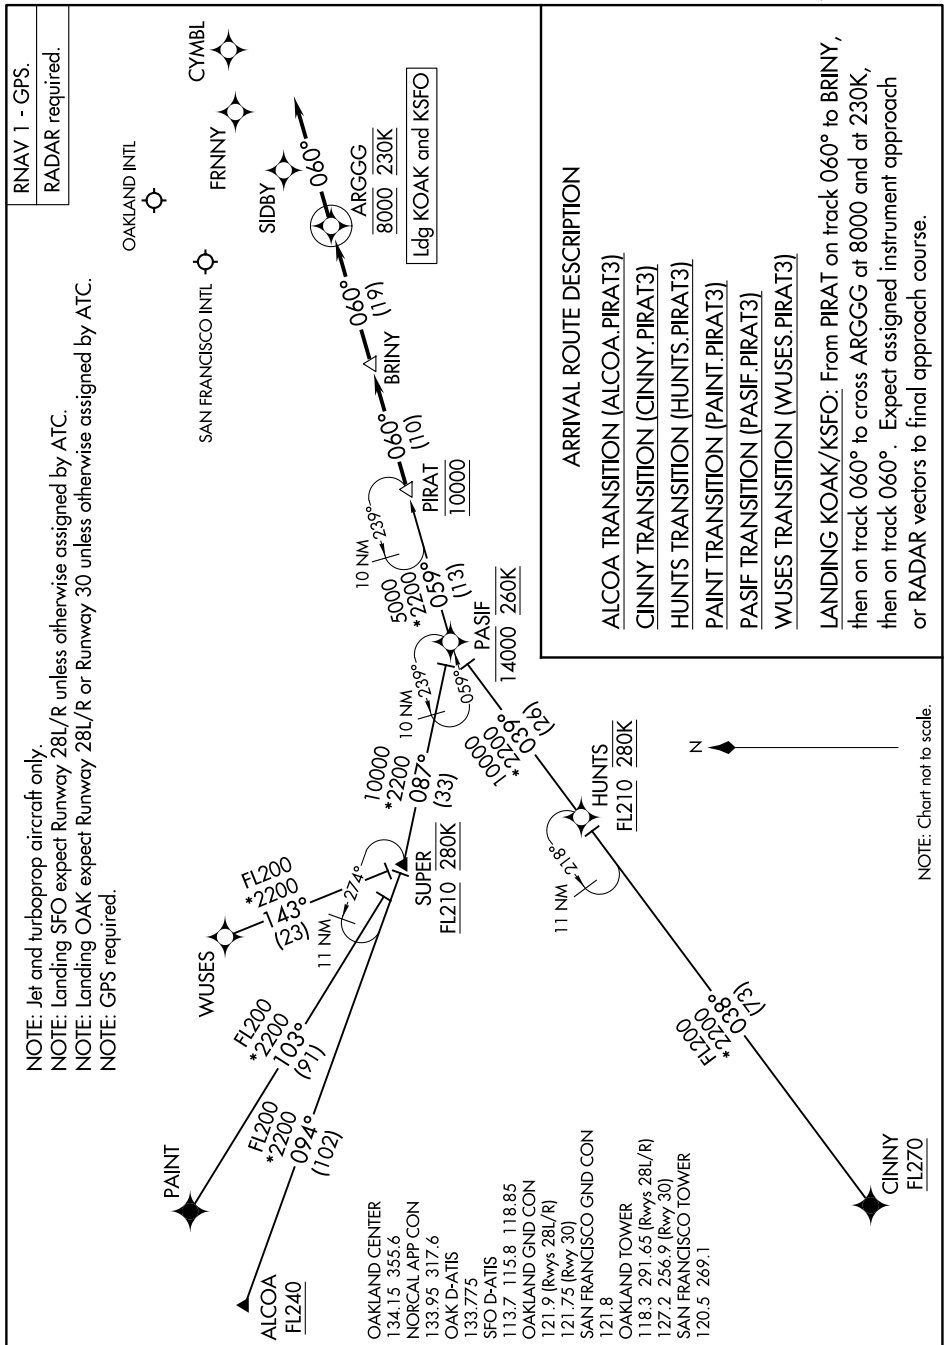 RNAV 1 - GPS.
RADAR required.
NOTE: Jet and turboprop aircraft only.
NOTE: Landing SFO expect Runway 28L/R unless otherwise assigned by ATC.
NOTE: Landing OAK expect Runway 28L/R or Runway 30 unless otherwise assigned by ATC.
NOTE: GPS required.
OAKLAND INTL
SAN FRANCISCO INTL
CYMBL
FRNNY
SIDBY
060°
ARGGG
8000 230K
Ldg KOAK and KSFO
060°
(19)
BRINY
060°
(10)
PIRAT
10000
10 NM
239°
5000
*2200
059°
(13)
PASIF
14000 260K
10 NM
239°
059°
10000
*2200
087°
(33)
SUPER
FL210 280K
11 NM
274°
WUSES
FL200
*2200
143°
(23)
PAINT
FL200
*2200
103°
(91)
ALCOA
FL240
FL200
*2200
094°
(102)
10000
*2200
039°
(26)
HUNTS
FL210 280K
11 NM
218°
FL200
*2200
038°
(73)
CINNY
FL270
OAKLAND CENTER
134.15 355.6
NORCAL APP CON
133.95 317.6
OAK D-ATIS
133.775
SFO D-ATIS
113.7 115.8 118.85
OAKLAND GND CON
121.9 (Rwys 28L/R)
121.75 (Rwy 30)
SAN FRANCISCO GND CON
121.8
OAKLAND TOWER
118.3 291.65 (Rwys 28L/R)
127.2 256.9 (Rwy 30)
SAN FRANCISCO TOWER
120.5 269.1
N
NOTE: Chart not to scale.
ARRIVAL ROUTE DESCRIPTION
ALCOA TRANSITION (ALCOA.PIRAT3)
CINNY TRANSITION (CINNY.PIRAT3)
HUNTS TRANSITION (HUNTS.PIRAT3)
PAINT TRANSITION (PAINT.PIRAT3)
PASIF TRANSITION (PASIF.PIRAT3)
WUSES TRANSITION (WUSES.PIRAT3)
LANDING KOAK/KSFO: From PIRAT on track 060° to BRINY,
then on track 060° to cross ARGGG at 8000 and at 230K,
then on track 060°. Expect assigned instrument approach
or RADAR vectors to final approach course.